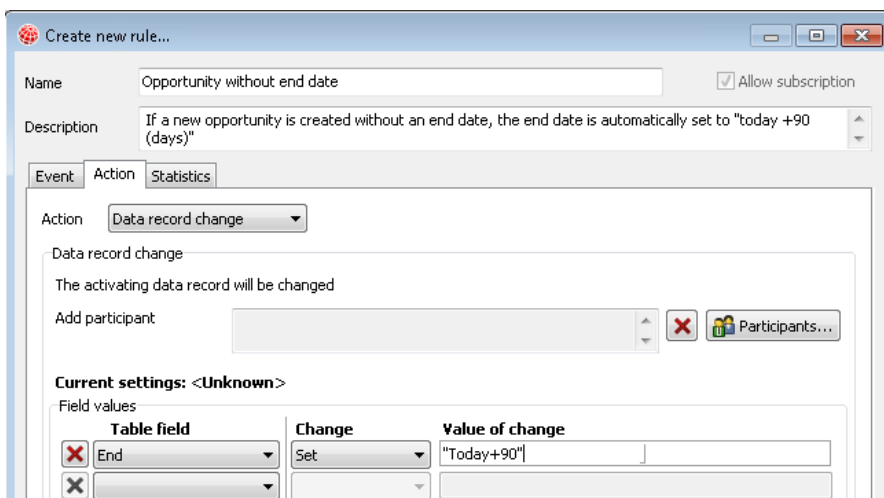 Create new rule...
Name
Opportunity without end date
Allow subscription
Description
If a new opportunity is created without an end date, the end date is automatically set to "today +90
(days)"
Event Action Statistics
Action
Data record change
Data record change
The activating data record will be changed
Add participant
Participants...
Current settings: <Unknown>
Field values
Table field Change Value of change
End Set "Today+90"